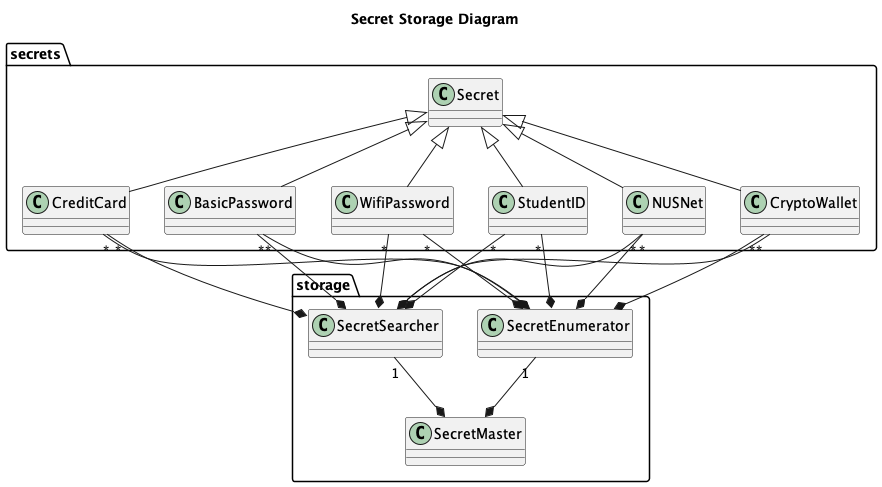 Secret Storage Diagram
secrets
C Secret
C CreditCard C BasicPassword C WifiPassword C StudentID C NUSNet C CryptoWallet
* * * * * * * * * * * *
storage
C SecretSearcher C SecretEnumerator
1 1
C SecretMaster